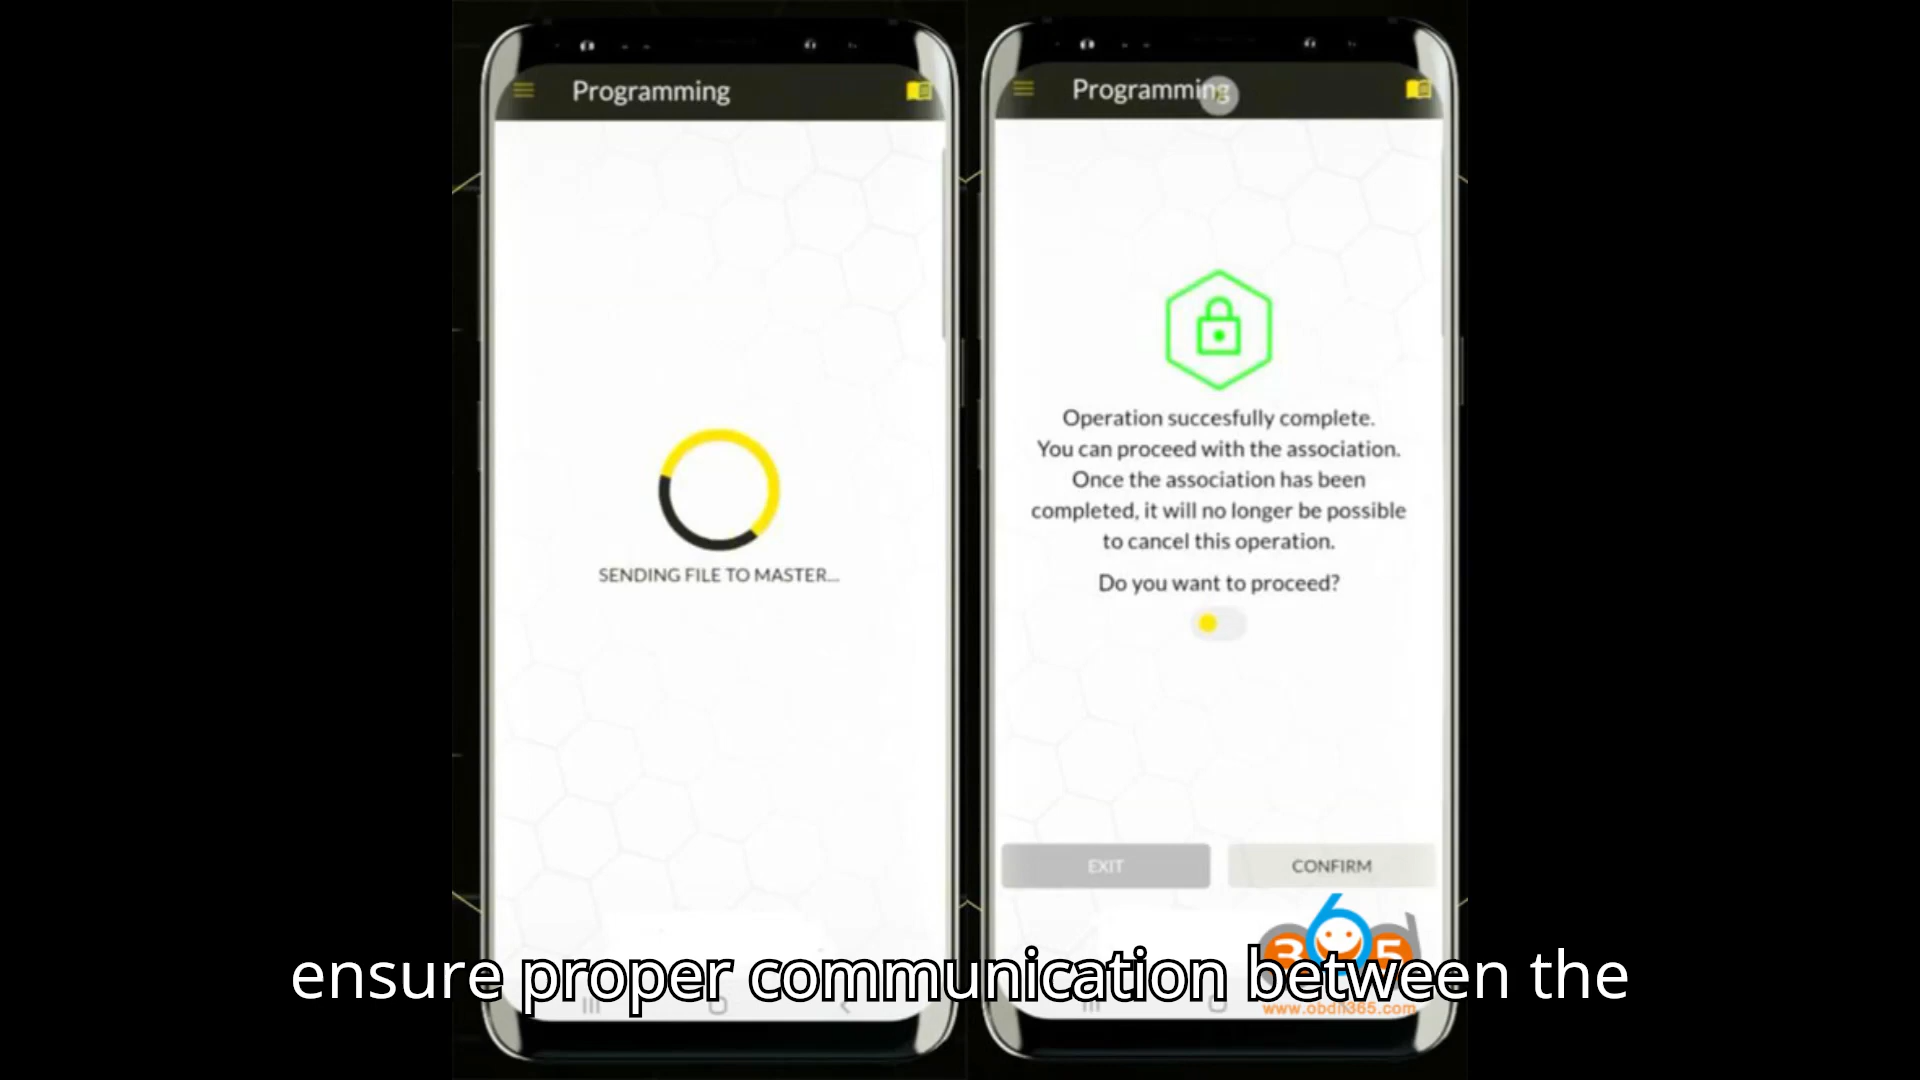 Programming
SENDING FILE TO MASTER...
Programming
Operation succesfully complete.
You can proceed with the association.
Once the association has been
completed, it will no longer be possible
to cancel this operation.
Do you want to proceed?
EXIT
CONFIRM
obd
365
www.obdii365.com
ensure proper communication between the